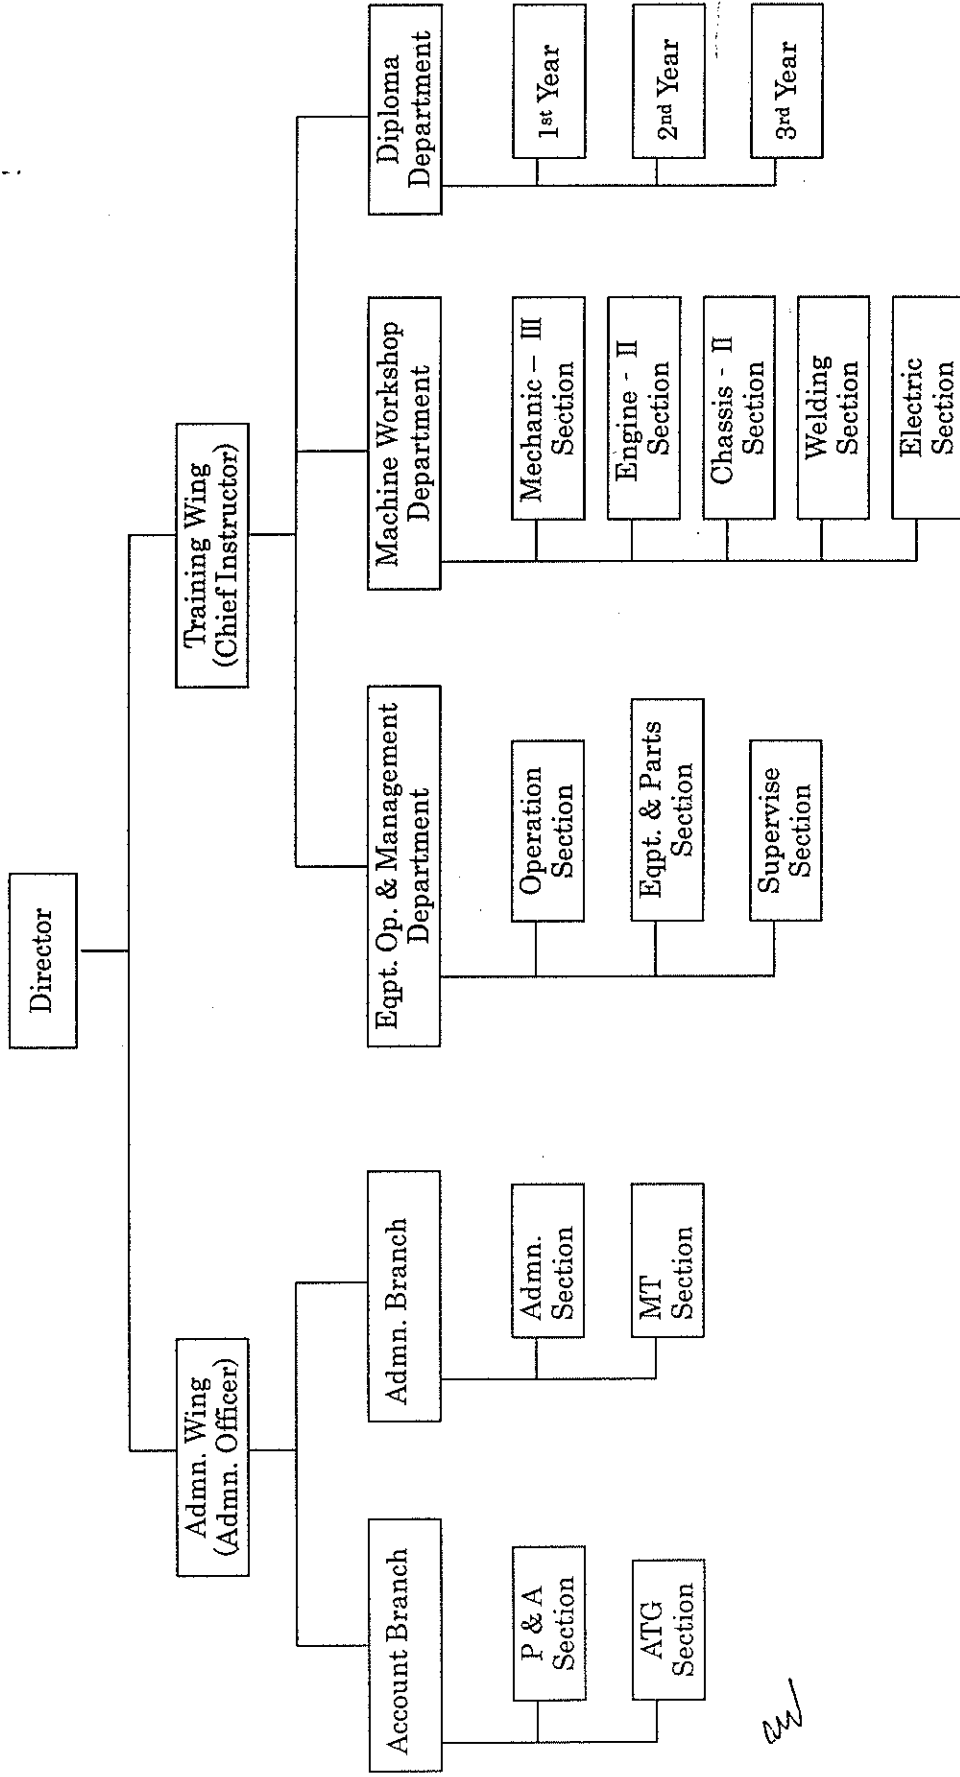 Director
Admn. Wing
(Admn. Officer)
Training Wing
(Chief Instructor)
Account Branch
Admn. Branch
Eqpt. Op. & Management
Department
Machine Workshop
Department
Diploma
Department
P & A
Section
ATG
Section
Admn.
Section
MT
Section
Operation
Section
Eqpt. & Parts
Section
Supervise
Section
Mechanic – III
Section
Engine - II
Section
Chassis - II
Section
Welding
Section
Electric
Section
1st Year
2nd Year
3rd Year